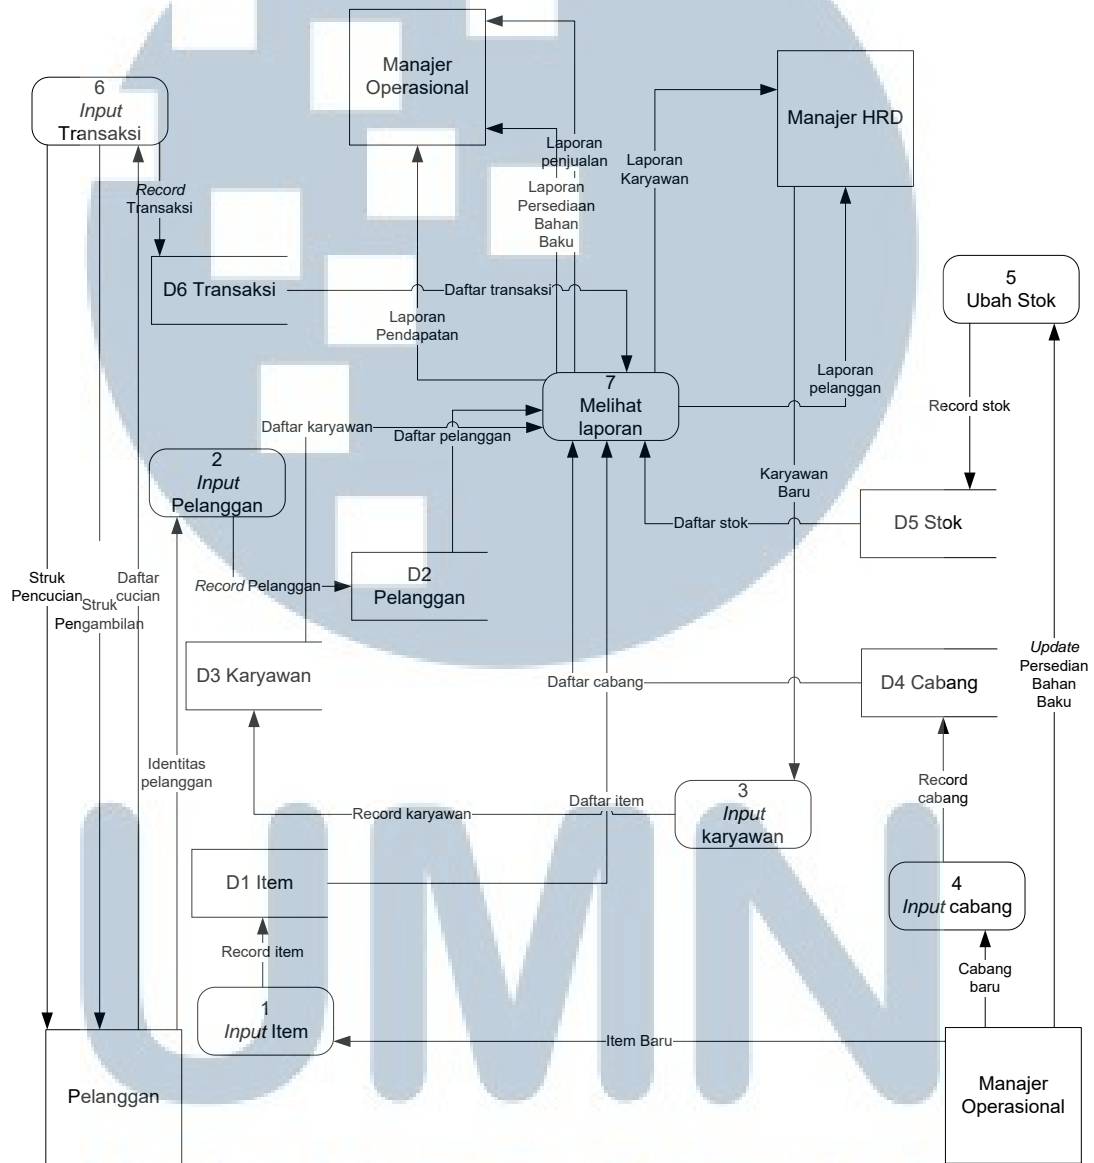 Manajer
Operasional
6
Input
Transaksi
Manajer HRD
Laporan
penjualan
Laporan
Karyawan
Record
Transaksi
Laporan
Persediaan
Bahan
Baku
D6 Transaksi
Daftar transaksi
5
Ubah Stok
Laporan
Pendapatan
7
Melihat
laporan
Laporan
pelanggan
Record stok
Daftar karyawan
Daftar pelanggan
2
Input
Pelanggan
Karyawan
Baru
Daftar stok
D5 Stok
Struk
Pencucian
Struk
Pengambilan
Daftar
cucian
Record Pelanggan
D2
Pelanggan
D3 Karyawan
Daftar cabang
D4 Cabang
Update
Persedian
Bahan
Baku
Identitas
pelanggan
Record karyawan
Daftar item
3
Input
karyawan
Record
cabang
D1 Item
4
Input cabang
Record item
Cabang
baru
1
Input Item
Item Baru
Pelanggan
Manajer
Operasional
UMN